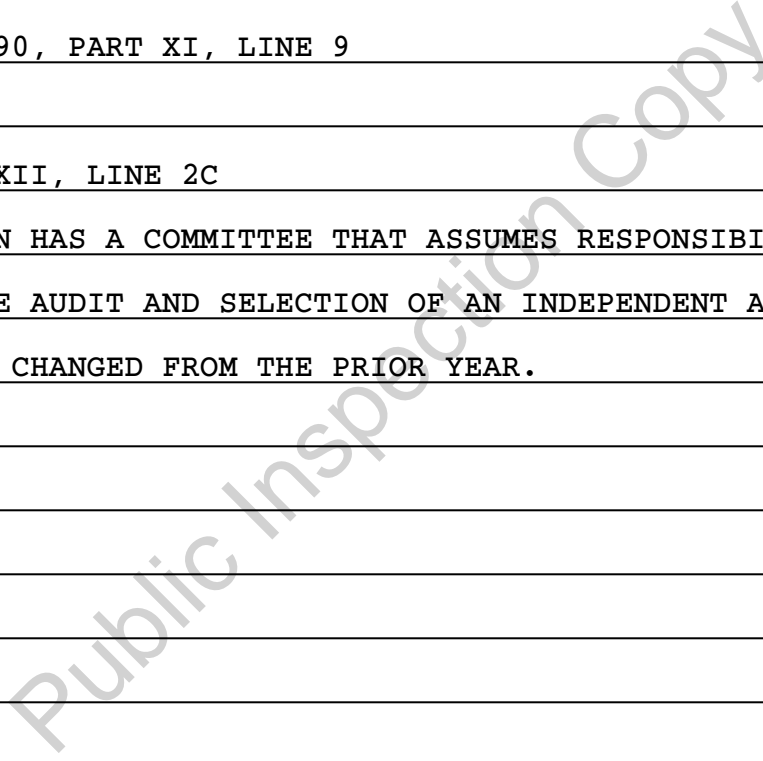 90, PART XI, LINE 9
XII, LINE 2C
N HAS A COMMITTEE THAT ASSUMES RESPONSIBI
E AUDIT AND SELECTION OF AN INDEPENDENT A
CHANGED FROM THE PRIOR YEAR.
Public Inspection Copy